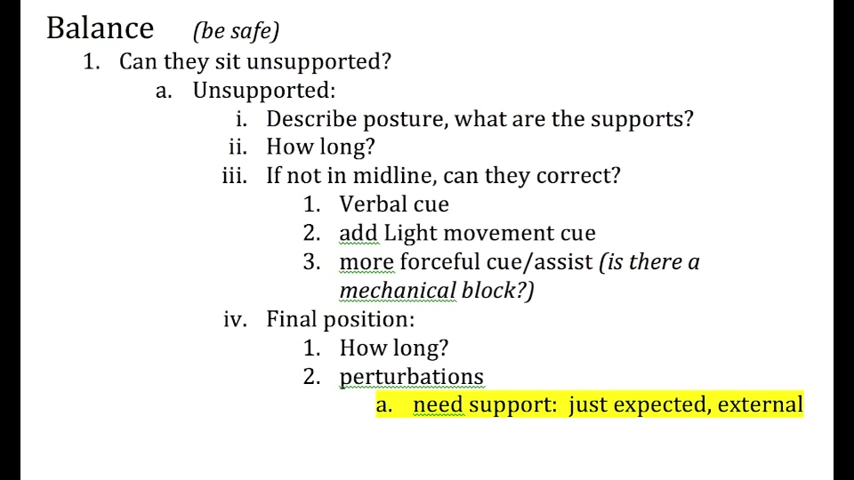 Balance (be safe)
1. Can they sit unsupported?
a. Unsupported:
i. Describe posture, what are the supports?
ii. How long?
iii. If not in midline, can they correct?
1. Verbal cue
2. add Light movement cue
3. more forceful cue/assist (is there a
mechanical block?)
iv. Final position:
1. How long?
2. perturbations
a. need support: just expected, external